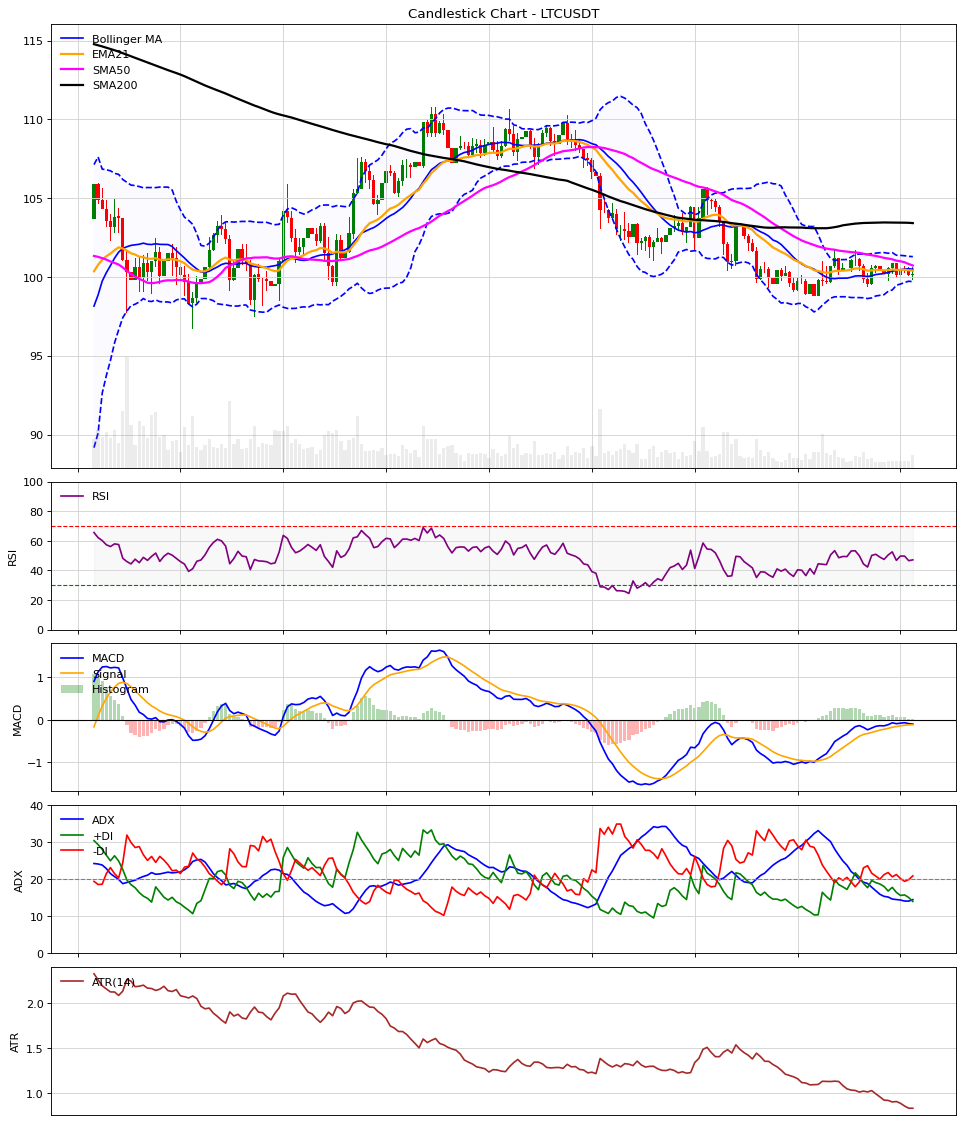 Candlestick Chart - LTCUSDT
115
110
105
100
95
90
Bollinger MA
EMA21
SMA50
SMA200
100
80
60
40
20
0
RSI
RSI
1
0
−1
MACD
MACD
Signal
Histogram
40
30
20
10
0
ADX
ADX
+DI
-DI
2.0
1.5
1.0
ATR
ATR(14)